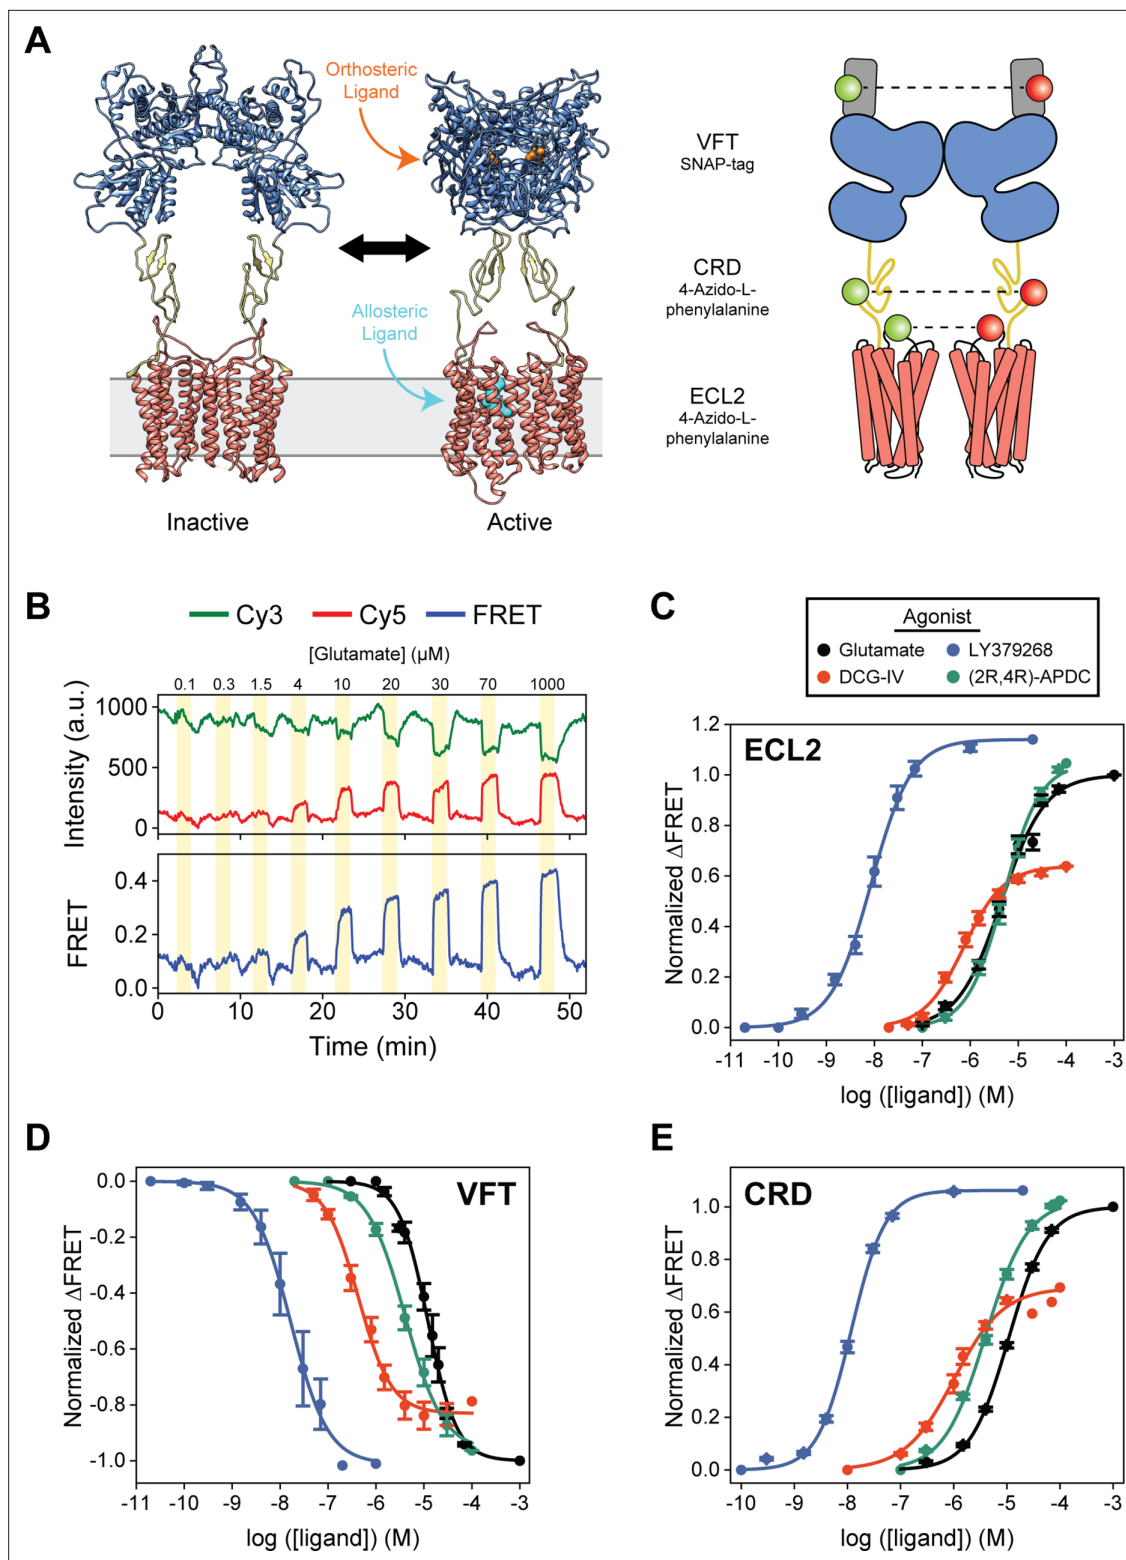 A
Orthosteric
Ligand
Allosteric
Ligand
Inactive
Active
VFT
SNAP-tag
CRD
4-Azido-L-
phenylalanine
ECL2
4-Azido-L-
phenylalanine
B
Cy3 Cy5 FRET
[Glutamate] (µM)
0.1 0.3 1.5 4 10 20 30 70 1000
1000
500
0
Intensity (a.u.)
0.4
0.2
0.0
FRET
0 10 20 30 40 50
Time (min)
C
Agonist
Glutamate LY379268
DCG-IV (2R,4R)-APDC
ECL2
1.2
1.0
0.8
0.6
0.4
0.2
0.0
Normalized ΔFRET
-11 -10 -9 -8 -7 -6 -5 -4 -3
log ([ligand]) (M)
D
VFT
0.0
-0.2
-0.4
-0.6
-0.8
-1.0
Normalized ΔFRET
-11 -10 -9 -8 -7 -6 -5 -4 -3
log ([ligand]) (M)
E
CRD
1.0
0.8
0.6
0.4
0.2
0.0
Normalized ΔFRET
-10 -9 -8 -7 -6 -5 -4 -3
log ([ligand]) (M)